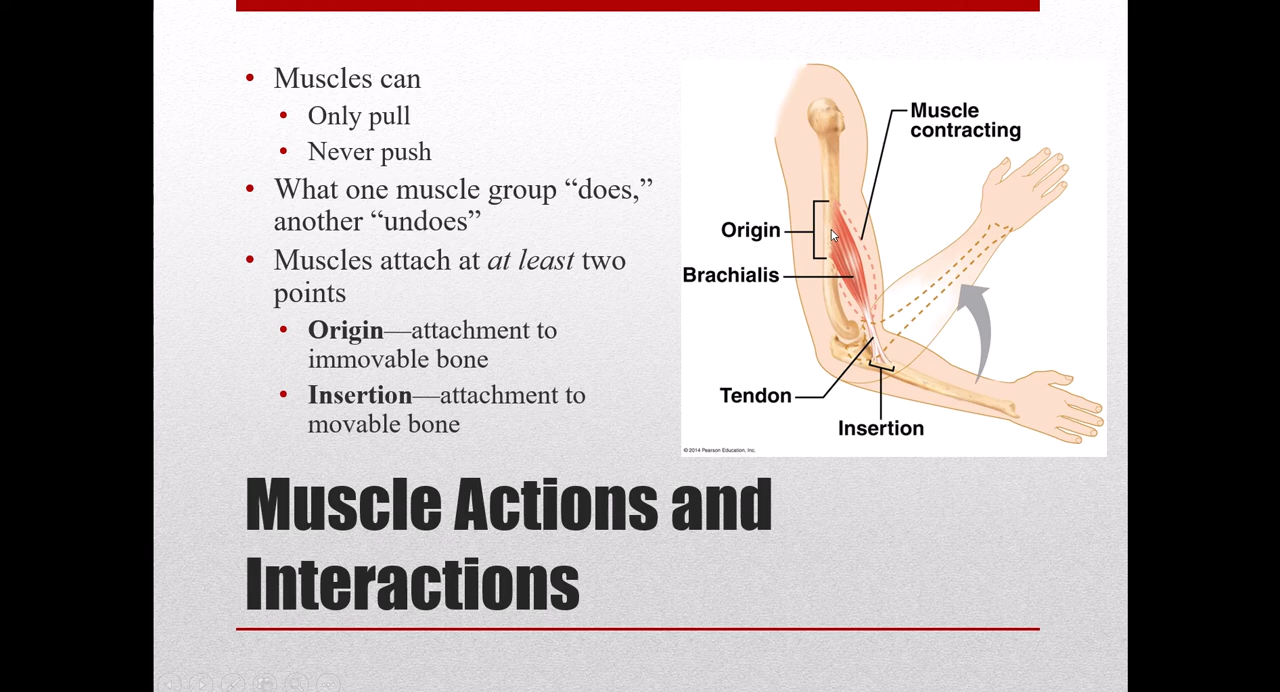 Muscles can
Only pull
Never push
What one muscle group “does,”
another “undoes”
Muscles attach at at least two
points
Origin—attachment to
immovable bone
Insertion—attachment to
movable bone
Muscle
contracting
Origin
Brachialis
Tendon
Insertion
© 2014 Pearson Education, Inc.
Muscle Actions and
Interactions